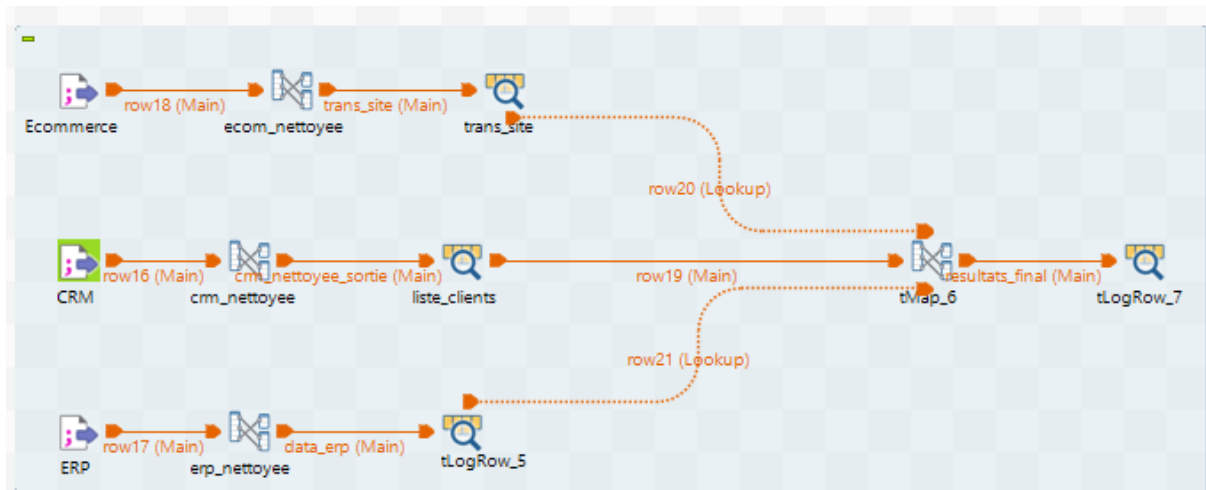 row18 (Main)
trans_site (Main)
Ecommerce
ecom_nettoyee
trans_site
row20 (Lookup)
row16 (Main)
crm_nettoyee_sortie (Main)
row19 (Main)
resultats_final (Main)
CRM
crm_nettoyee
liste_clients
tMap_6
tLogRow_7
row21 (Lookup)
row17 (Main)
data_erp (Main)
ERP
erp_nettoyee
tLogRow_5